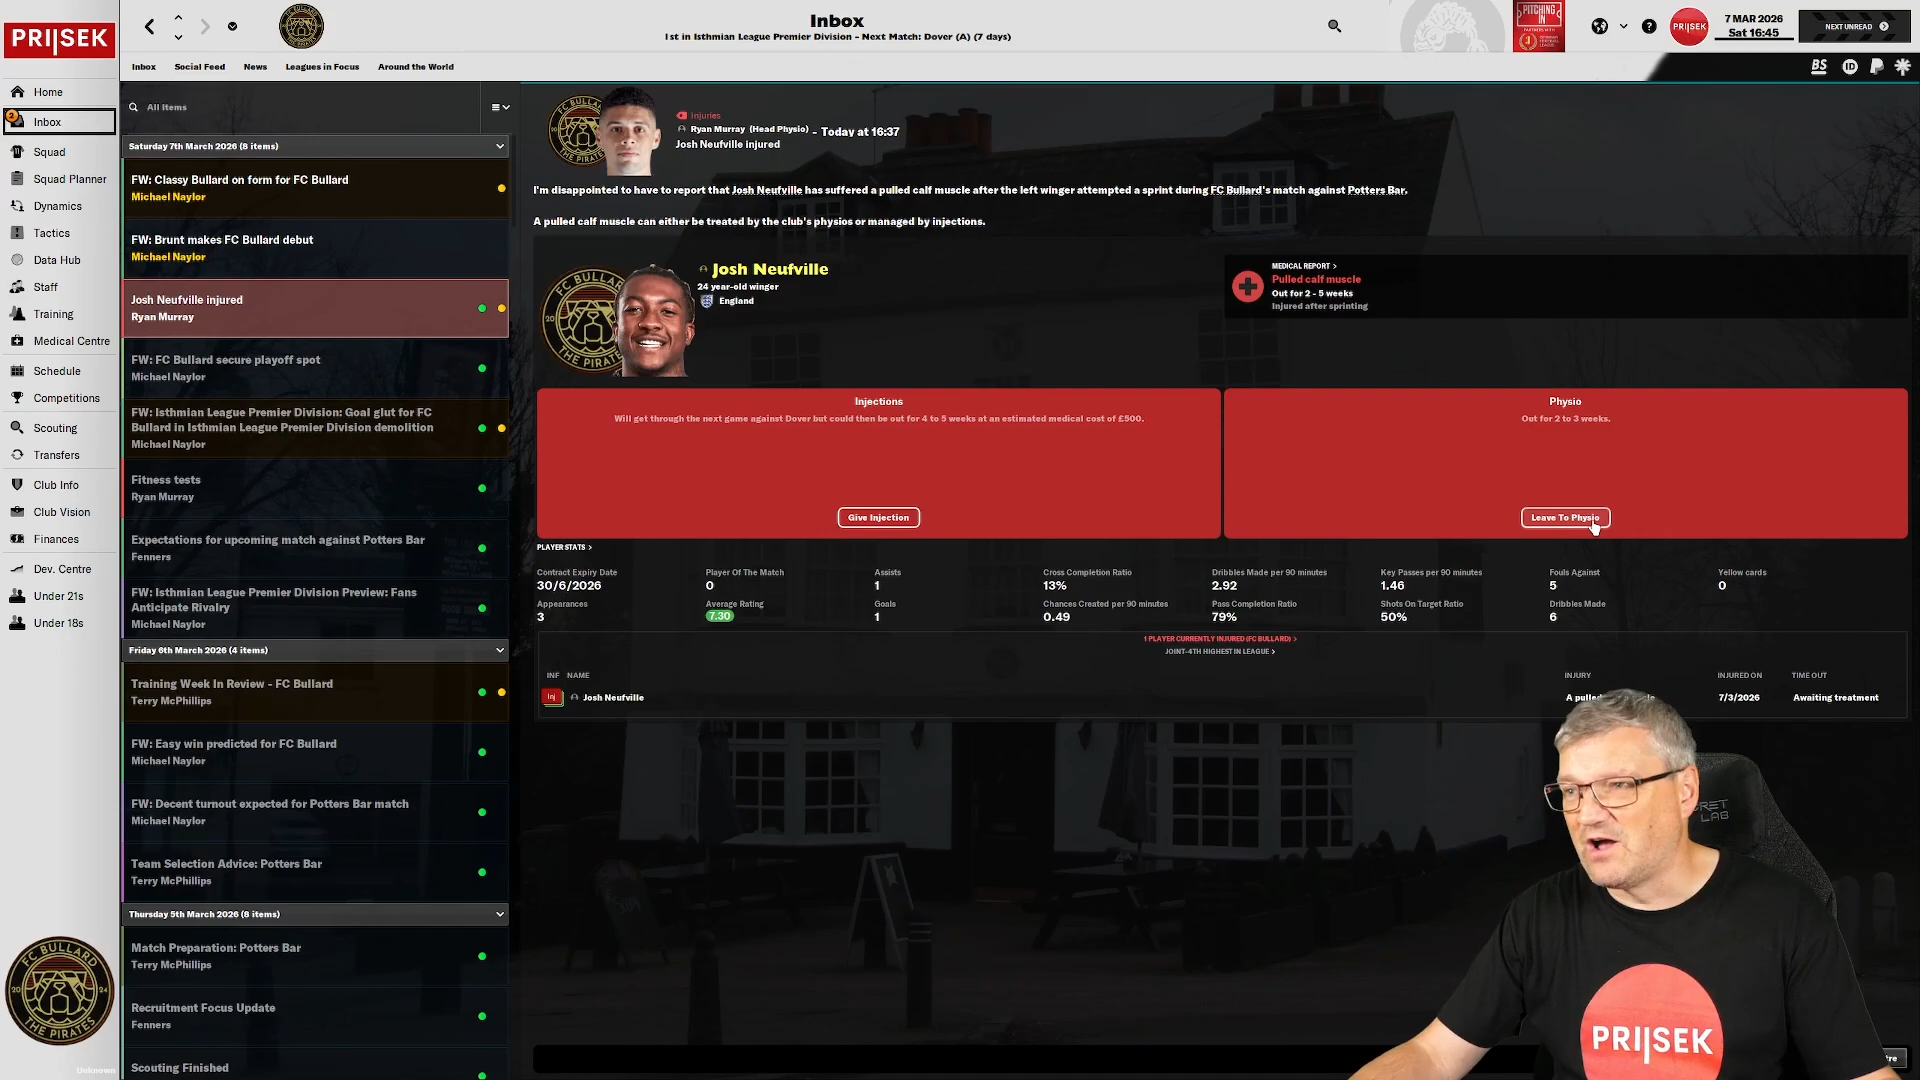 PRIJSEK
Inbox
1st in Isthmian League Premier Division - Next Match: Dover (A) (7 days)
PITCHING IN
7 MAR 2026
Sat 16:45
NEXT UNREAD
PRIJSEK
Inbox
Social Feed
News
Leagues in Focus
Around the World
BS
ID
Home
2
Inbox
Squad
Squad Planner
Dynamics
Tactics
Data Hub
Staff
Training
Medical Centre
Schedule
Competitions
Scouting
Transfers
Club Info
Club Vision
Finances
Dev. Centre
Under 21s
Under 18s
FC BULLARD
20 24
THE PIRATES
Unknown
All Items
Saturday 7th March 2026 (8 items)
FW: Classy Bullard on form for FC Bullard
Michael Naylor
FW: Brunt makes FC Bullard debut
Michael Naylor
Josh Neufville injured
Ryan Murray
FW: FC Bullard secure playoff spot
Michael Naylor
FW: Isthmian League Premier Division: Goal glut for FC
Bullard in Isthmian League Premier Division demolition
Michael Naylor
Fitness tests
Ryan Murray
Expectations for upcoming match against Potters Bar
Fenners
FW: Isthmian League Premier Division Preview: Fans
Anticipate Rivalry
Michael Naylor
Friday 6th March 2026 (4 items)
Training Week In Review - FC Bullard
Terry McPhillips
FW: Easy win predicted for FC Bullard
Michael Naylor
FW: Decent turnout expected for Potters Bar match
Michael Naylor
Team Selection Advice: Potters Bar
Terry McPhillips
Thursday 5th March 2026 (8 items)
Match Preparation: Potters Bar
Terry McPhillips
Recruitment Focus Update
Fenners
Scouting Finished
Injuries
Ryan Murray (Head Physio) - Today at 16:37
Josh Neufville injured
I'm disappointed to have to report that Josh Neufville has suffered a pulled calf muscle after the left winger attempted a sprint during FC Bullard's match against Potters Bar.
A pulled calf muscle can either be treated by the club's physios or managed by injections.
Josh Neufville
24 year-old winger
England
MEDICAL REPORT >
Pulled calf muscle
Out for 2 - 5 weeks
Injured after sprinting
Injections
Will get through the next game against Dover but could then be out for 4 to 5 weeks at an estimated medical cost of £500.
Give Injection
Physio
Out for 2 to 3 weeks.
Leave To Physio
PLAYER STATS >
Contract Expiry Date
30/6/2026
Player Of The Match
0
Assists
1
Cross Completion Ratio
13%
Dribbles Made per 90 minutes
2.92
Key Passes per 90 minutes
1.46
Fouls Against
5
Yellow cards
0
Appearances
3
Average Rating
7.30
Goals
1
Chances Created per 90 minutes
0.49
Pass Completion Ratio
79%
Shots On Target Ratio
50%
Dribbles Made
6
1 PLAYER CURRENTLY INJURED (FC BULLARD) >
JOINT-4TH HIGHEST IN LEAGUE >
INF NAME INJURY INJURED ON TIME OUT
Inj Josh Neufville A pulled 7/3/2026 Awaiting treatment
PRIJSEK